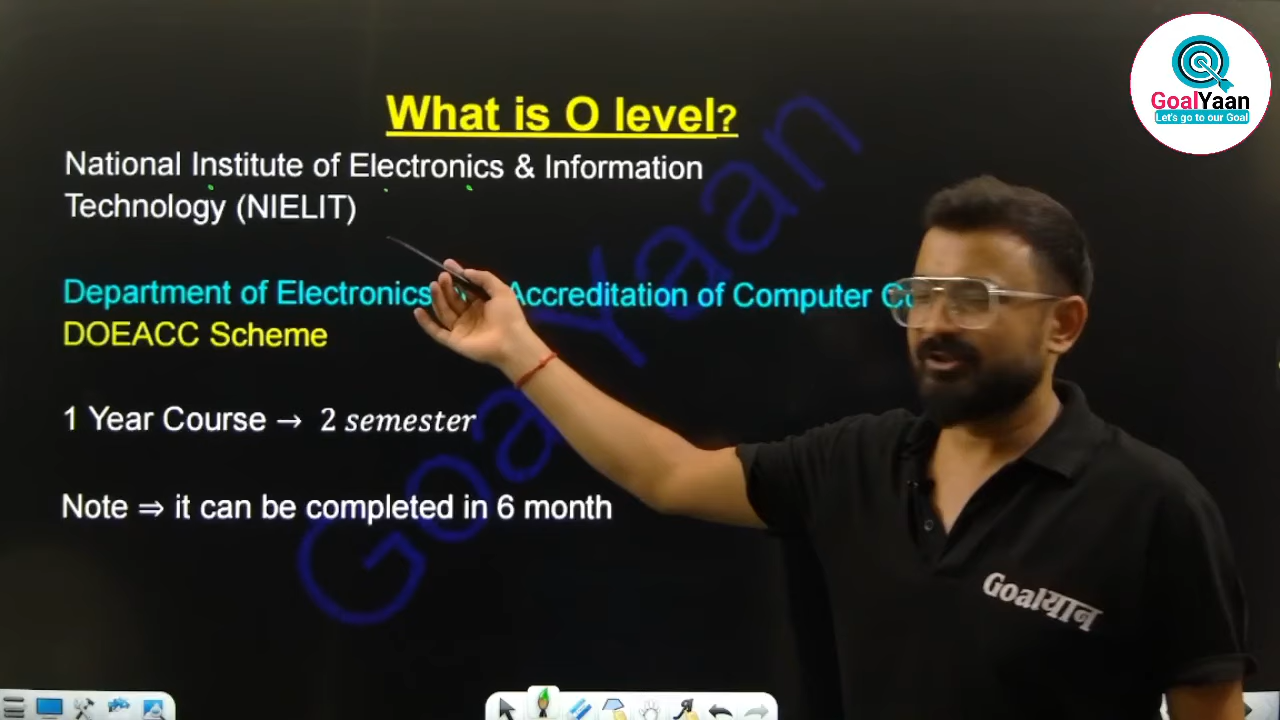 What is O level?
National Institute of Electronics & Information
Technology (NIELIT)
Department of Electronics Accreditation of Computer
DOEACC Scheme
1 Year Course → 2 semester
Note ⇒ it can be completed in 6 month
GoalYaan
GoalYaan
Let's go to our Goal
Goalयान